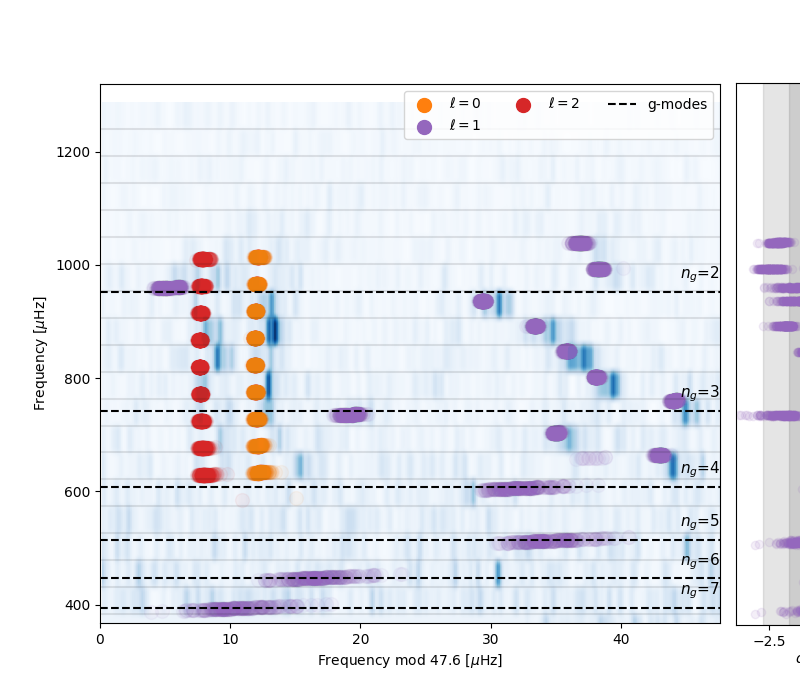 ℓ = 0
ℓ = 1
ℓ = 2
g-modes
1200
1000
800
600
400
Frequency [μHz]
n_g=2
n_g=3
n_g=4
n_g=5
n_g=6
n_g=7
0 10 20 30 40
Frequency mod 47.6 [μHz]
−2.5